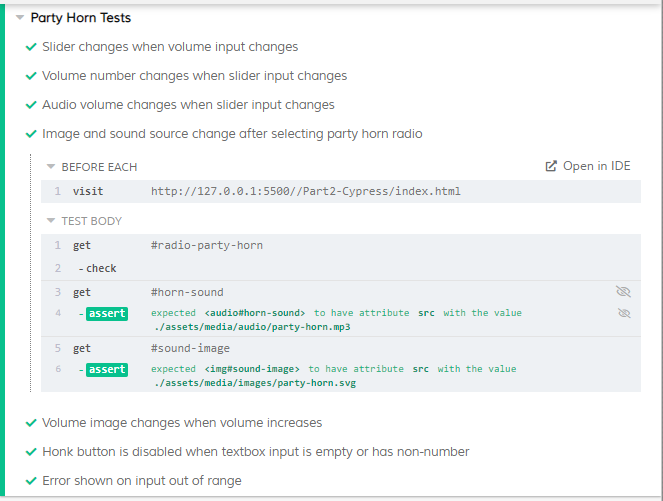 Party Horn Tests
Slider changes when volume input changes
Volume number changes when slider input changes
Audio volume changes when slider input changes
Image and sound source change after selecting party horn radio
BEFORE EACH Open in IDE
1 visit http://127.0.0.1:5500//Part2-Cypress/index.html
TEST BODY
1 get #radio-party-horn
2 -check
3 get #horn-sound
4 -assert expected <audio#horn-sound> to have attribute src with the value
./assets/media/audio/party-horn.mp3
5 get #sound-image
6 -assert expected <img#sound-image> to have attribute src with the value
./assets/media/images/party-horn.svg
Volume image changes when volume increases
Honk button is disabled when textbox input is empty or has non-number
Error shown on input out of range